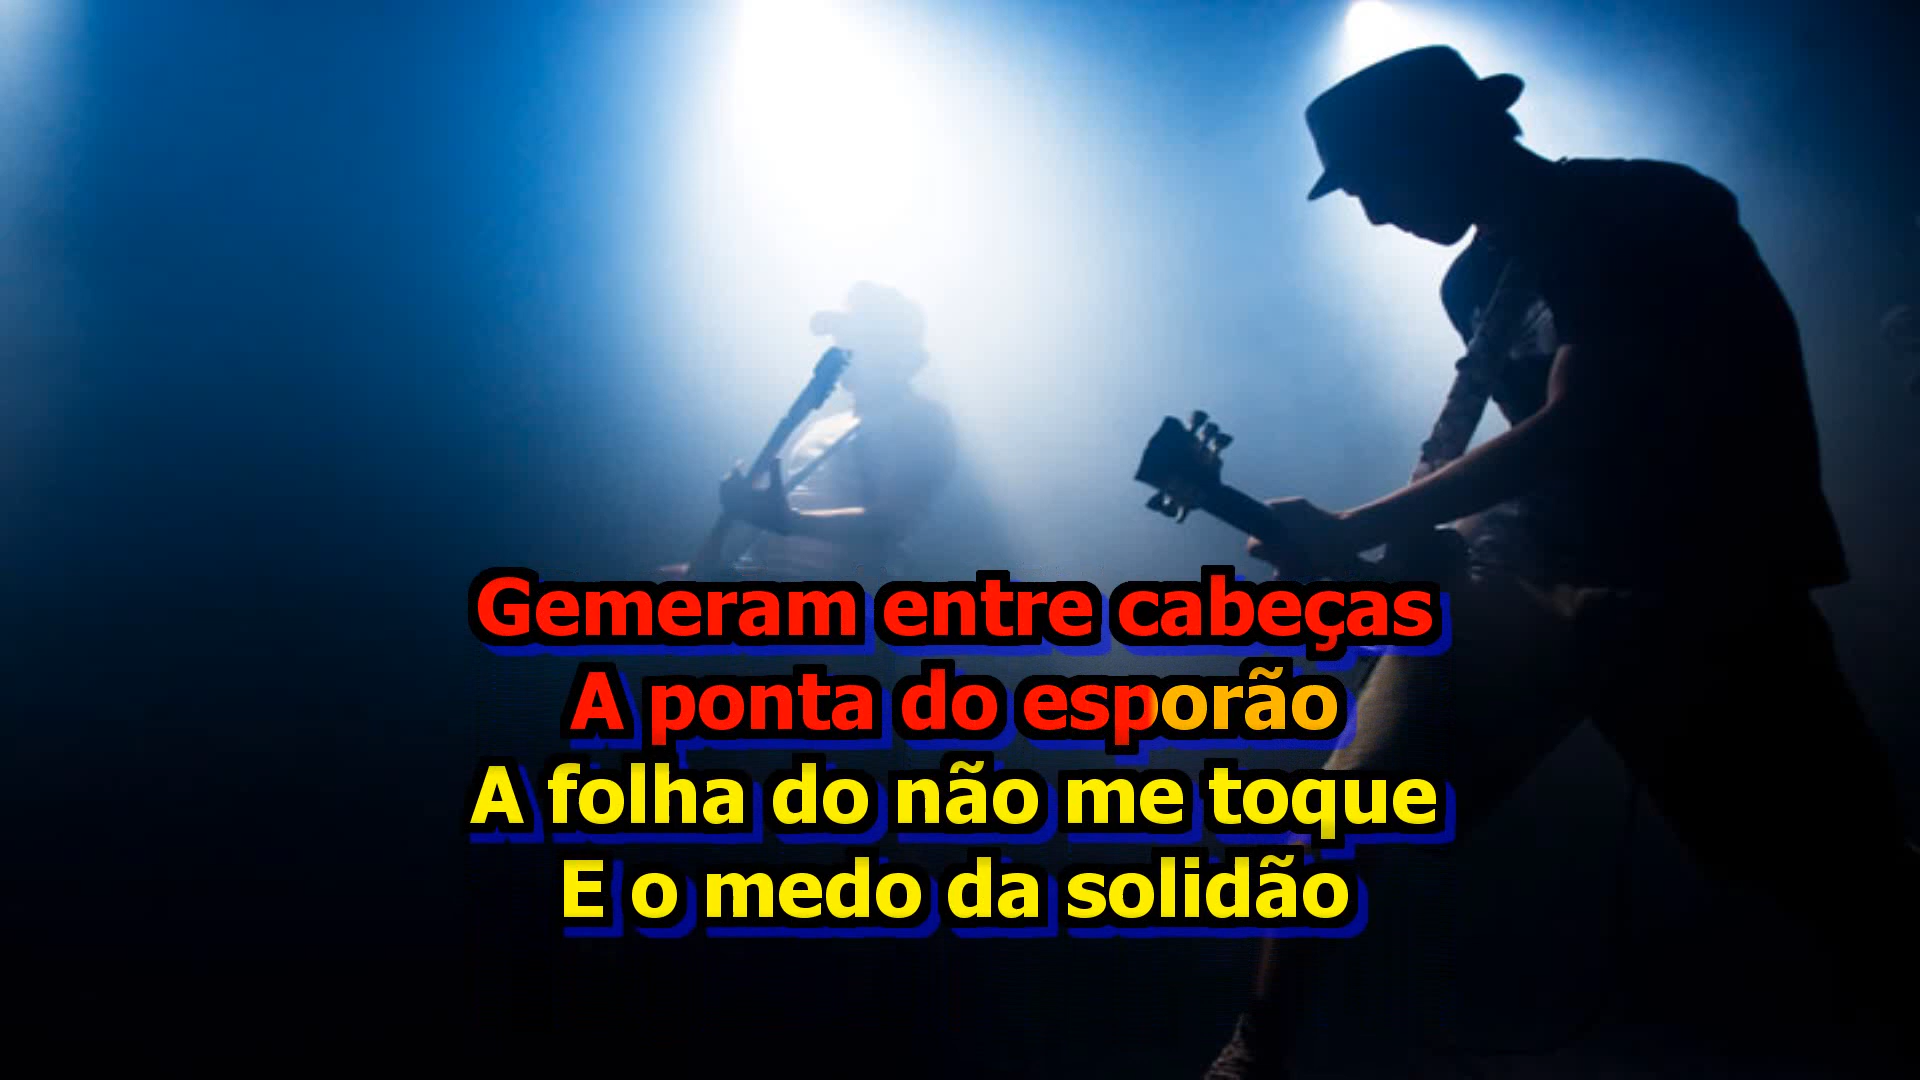 Gemeram entre cabeças
A ponta do esporão
A folha do não me toque
E o medo da solidão